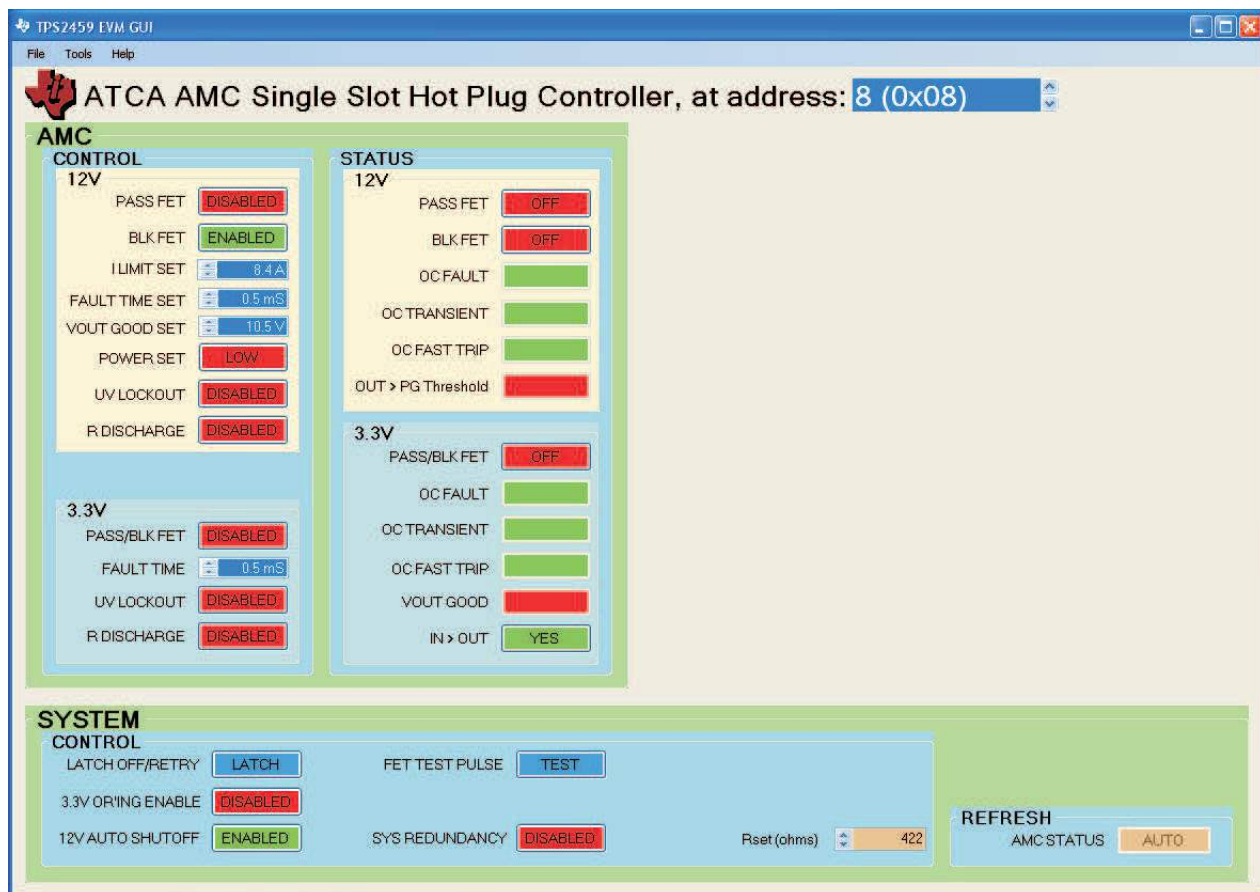 TPS2459 EVM GUI
File Tools Help
ATCA AMC Single Slot Hot Plug Controller, at address: 8 (0x08)
AMC
CONTROL
12V
PASS FET DISABLED
BLK FET ENABLED
I LIMIT SET 8.4 A
FAULT TIME SET 0.5 mS
VOUT GOOD SET 10.5 V
POWER SET LOW
UV LOCKOUT DISABLED
R DISCHARGE DISABLED
3.3V
PASS/BLK FET DISABLED
FAULT TIME 0.5 mS
UV LOCKOUT DISABLED
R DISCHARGE DISABLED
STATUS
12V
PASS FET OFF
BLK FET OFF
OC FAULT
OC TRANSIENT
OC FAST TRIP
OUT > PG Threshold
3.3V
PASS/BLK FET OFF
OC FAULT
OC TRANSIENT
OC FAST TRIP
VOUT GOOD
IN > OUT YES
SYSTEM
CONTROL
LATCH OFF/RETRY LATCH FET TEST PULSE TEST
3.3V OR'ING ENABLE DISABLED
12V AUTO SHUTOFF ENABLED SYS REDUNDANCY DISABLED Rset (ohms) 422
REFRESH
AMC STATUS AUTO